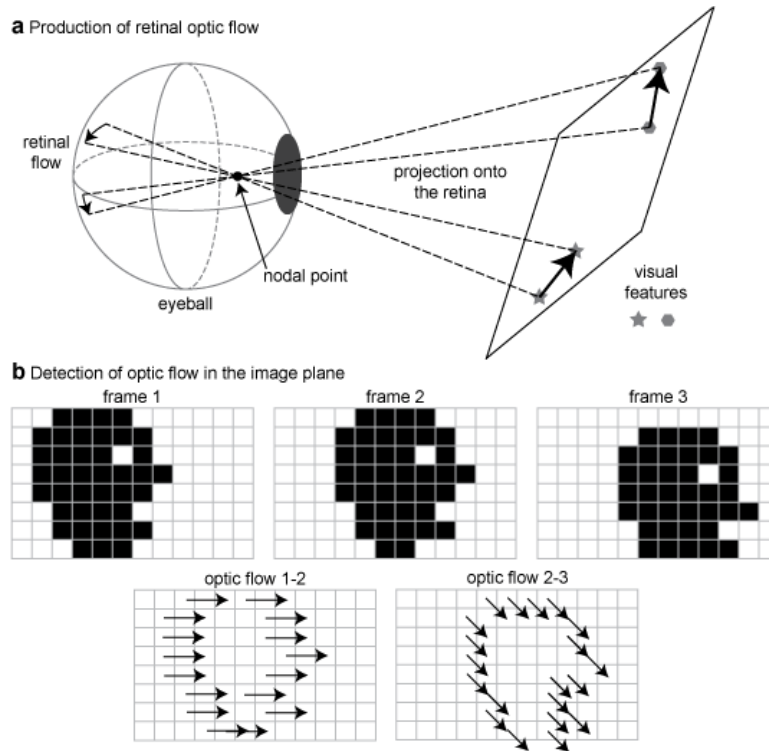 a Production of retinal optic flow
retinal
flow
projection onto
the retina
nodal point
eyeball
visual
features
b Detection of optic flow in the image plane
frame 1
frame 2
frame 3
optic flow 1-2
optic flow 2-3